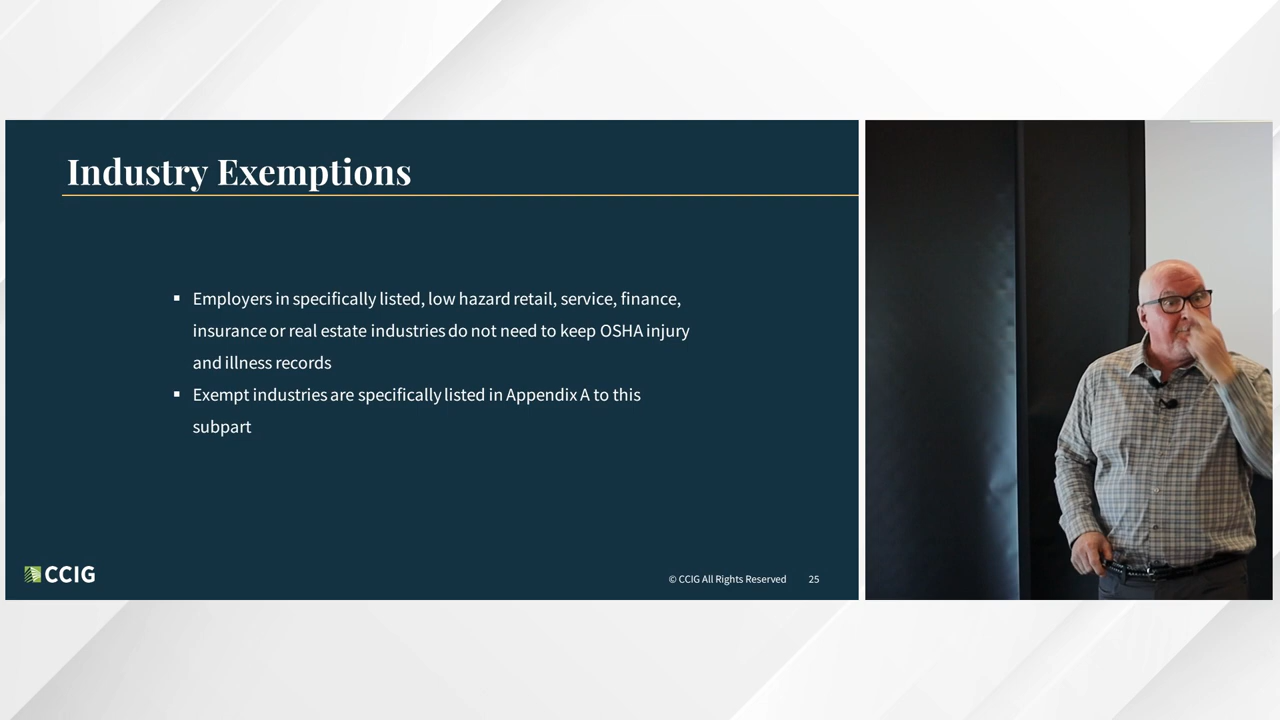 Industry Exemptions
▪ Employers in specifically listed, low hazard retail, service, finance,
insurance or real estate industries do not need to keep OSHA injury
and illness records
▪ Exempt industries are specifically listed in Appendix A to this
subpart
CCIG
© CCIG All Rights Reserved 25